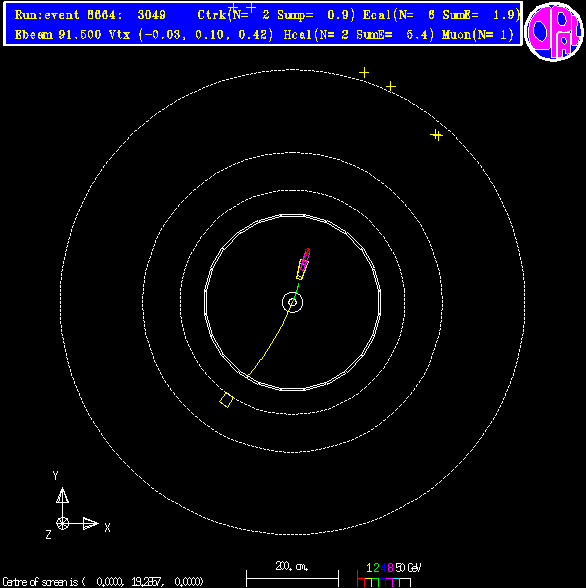 Run:event 8664: 3049 Ctrk(N= 2 Sump= 0.9) Ecal(N= 6 SumE= 1.9)
Ebeam 91.500 Vtx (-0.03, 0.10, 0.42) Hcal(N= 2 SumE= 5.4) Muon(N= 1)
OPAL
Y
Z X
200. cm.
1 2 4 8 50 GeV
Centre of screen is ( 0.0000, 19.2857, 0.0000)